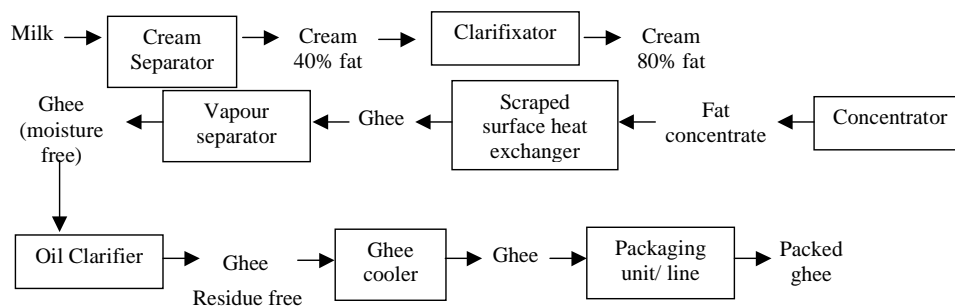 Milk
Cream
Separator
Cream
40% fat
Clarifixator
Cream
80% fat
Ghee
(moisture
free)
Vapour
separator
Ghee
Scraped
surface heat
exchanger
Fat
concentrate
Concentrator
Oil Clarifier
Ghee
Residue free
Ghee
cooler
Ghee
Packaging
unit/ line
Packed
ghee